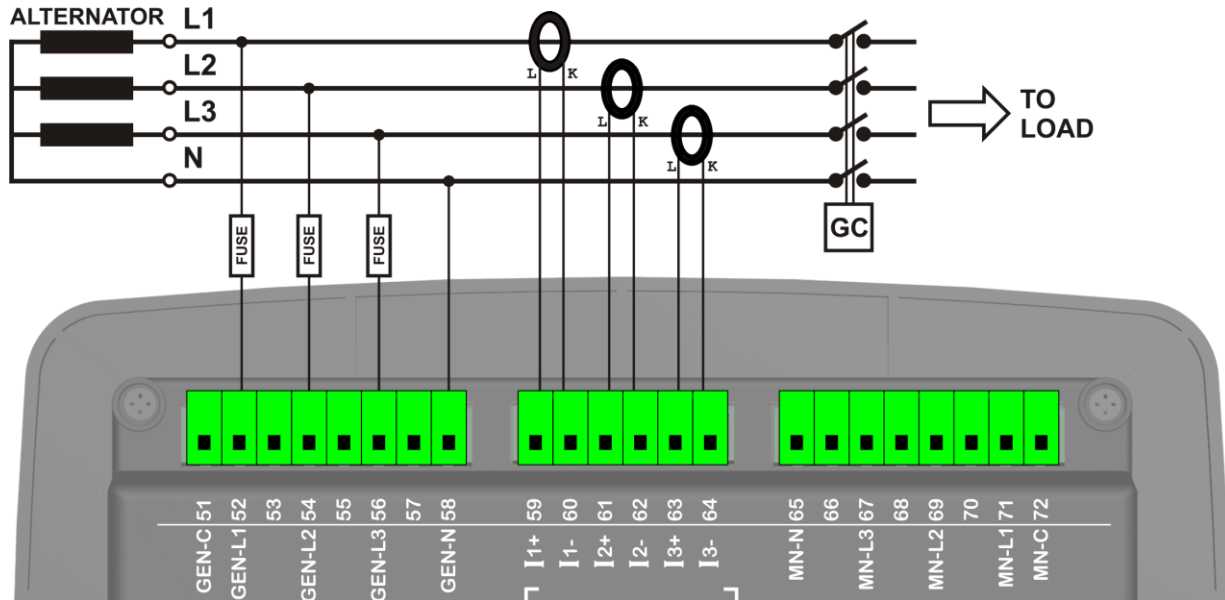 ALTERNATOR L1
L2
L3
N
L K
L K
L K
TO
LOAD
FUSE FUSE FUSE
GC
GEN-C 51
GEN-L1 52
53
GEN-L2 54
55
GEN-L3 56
57
GEN-N 58
I1+ 59
I1- 60
I2+ 61
I2- 62
I3+ 63
I3- 64
MN-N 65
66
MN-L3 67
68
MN-L2 69
70
MN-L1 71
MN-C 72